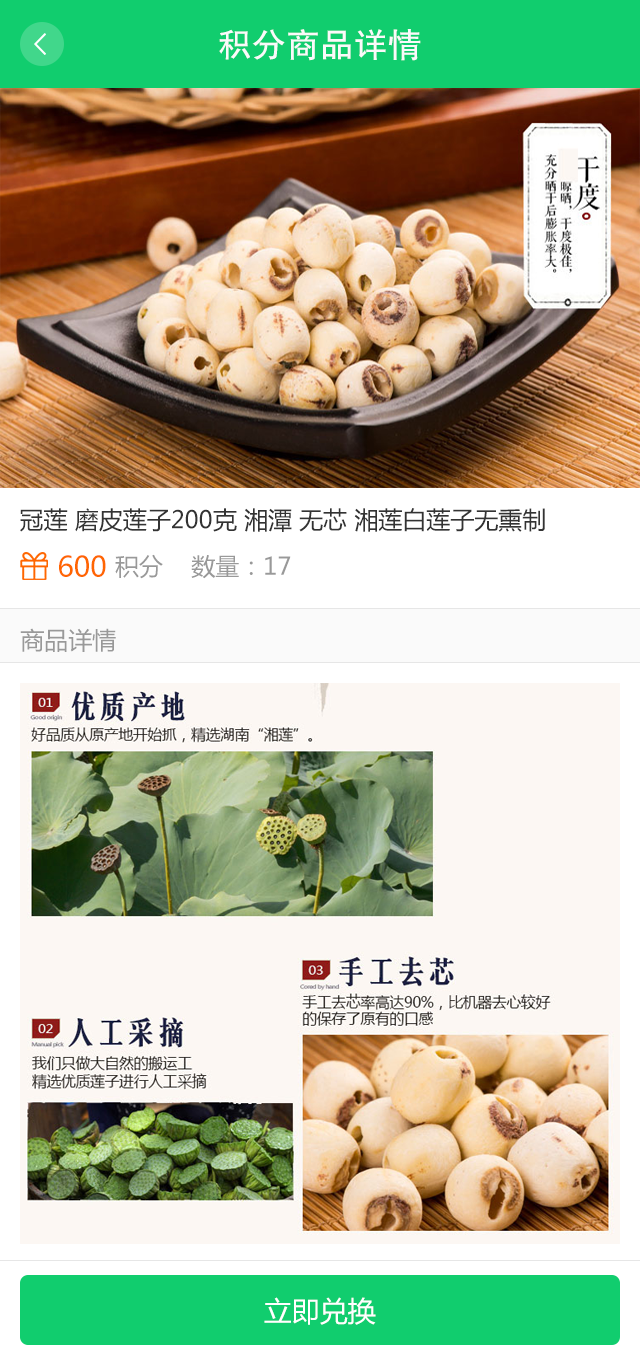 积分商品详情
干度
晾晒，干度极佳，
充分晒干后膨胀率大。
冠莲 磨皮莲子200克 湘潭 无芯 湘莲白莲子无熏制
600 积分 数量：17
商品详情
01 优质产地
Good origin
好品质从原产地开始抓，精选湖南“湘莲”。
03 手工去芯
Cored by hand
手工去芯率高达90%，比机器去心较好
的保存了原有的口感
02 人工采摘
Manual pick
我们只做大自然的搬运工
精选优质莲子进行人工采摘
立即兑换